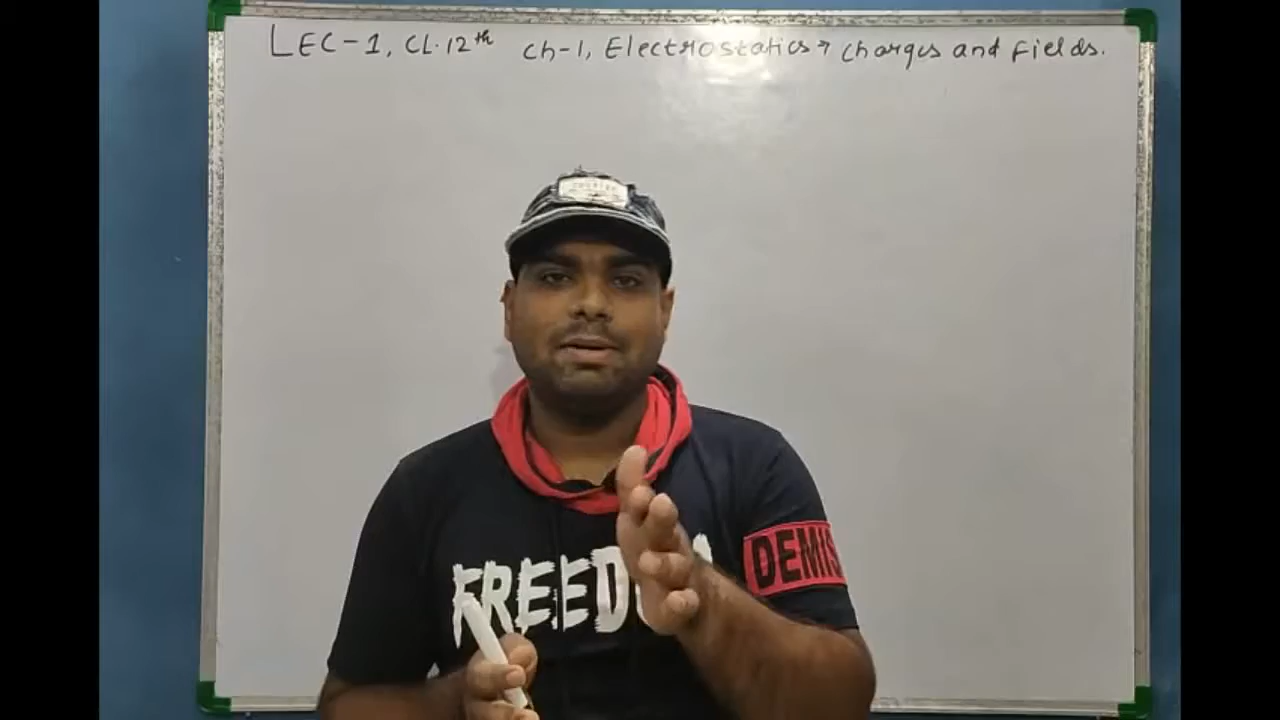 LEC-1, CL.12th Ch-1, Electrostatics → Charges and Fields.
FREEDO
DEMIS